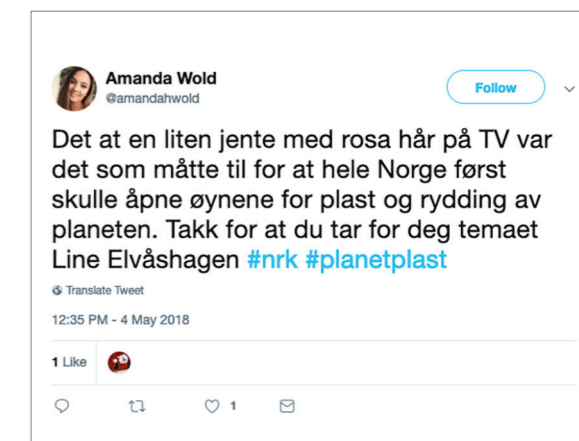 Amanda Wold
@amandahwold
Follow
Det at en liten jente med rosa hår på TV var
det som måtte til for at hele Norge først
skulle åpne øynene for plast og rydding av
planeten. Takk for at du tar for deg temaet
Line Elvåshagen #nrk #planetplast
Translate Tweet
12:35 PM - 4 May 2018
1 Like
1